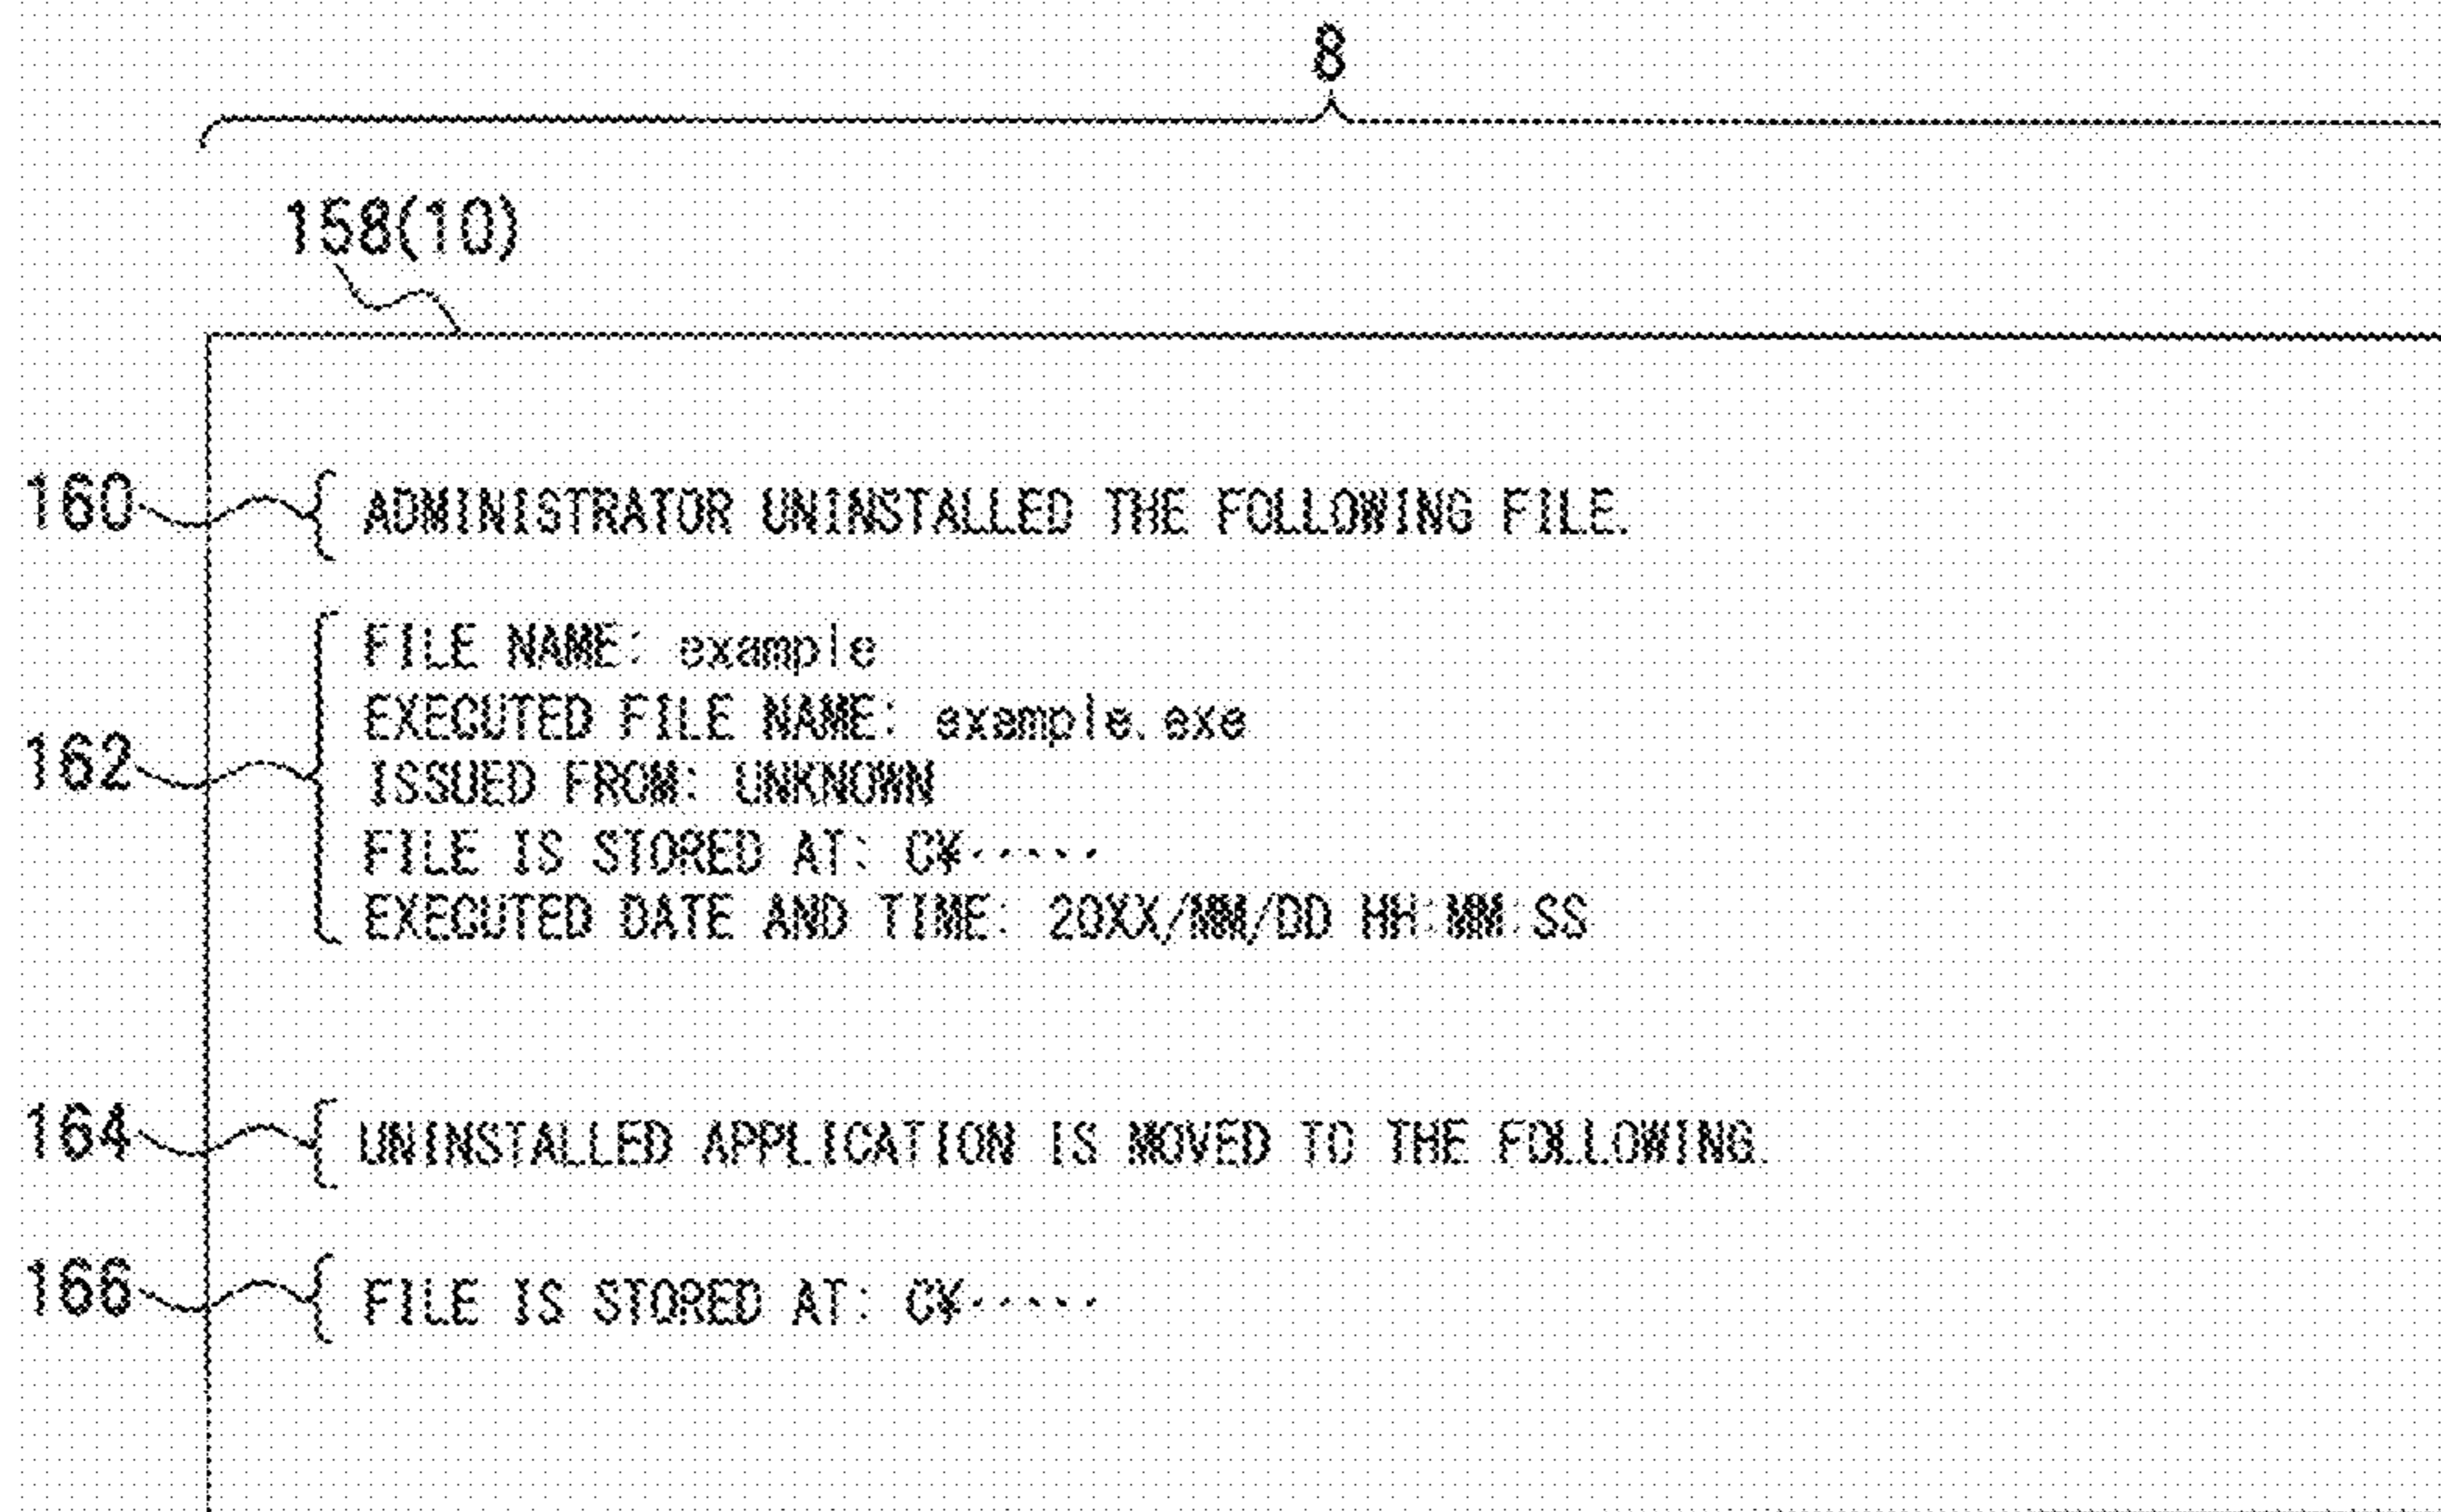 8
158(10)
160 ADMINISTRATOR UNINSTALLED THE FOLLOWING FILE.
FILE NAME: example
EXECUTED FILE NAME: example.exe
162 ISSUED FROM: UNKNOWN
FILE IS STORED AT: C¥·····
EXECUTED DATE AND TIME: 20XX/MM/DD HH:MM:SS
164 UNINSTALLED APPLICATION IS MOVED TO THE FOLLOWING.
166 FILE IS STORED AT: C¥·····